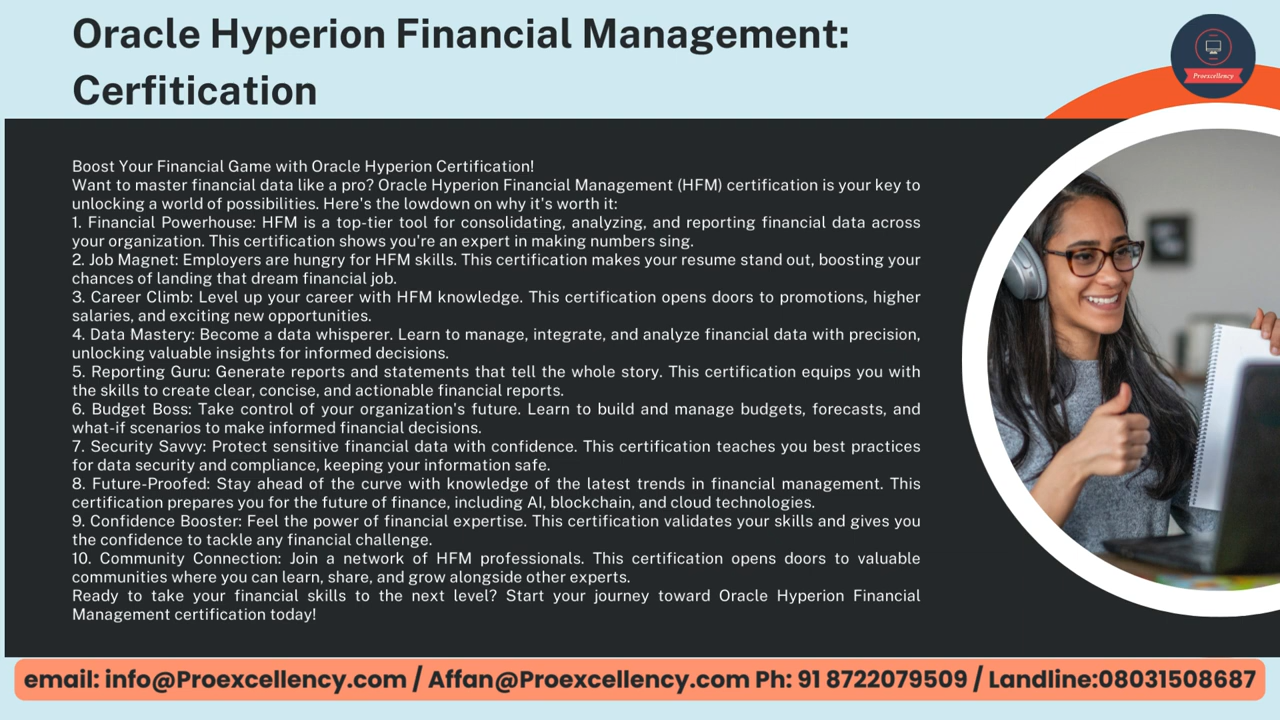 Oracle Hyperion Financial Management:
Cerfitication
Proexcellency
Boost Your Financial Game with Oracle Hyperion Certification!
Want to master financial data like a pro? Oracle Hyperion Financial Management (HFM) certification is your key to
unlocking a world of possibilities. Here's the lowdown on why it's worth it:
1. Financial Powerhouse: HFM is a top-tier tool for consolidating, analyzing, and reporting financial data across
your organization. This certification shows you're an expert in making numbers sing.
2. Job Magnet: Employers are hungry for HFM skills. This certification makes your resume stand out, boosting your
chances of landing that dream financial job.
3. Career Climb: Level up your career with HFM knowledge. This certification opens doors to promotions, higher
salaries, and exciting new opportunities.
4. Data Mastery: Become a data whisperer. Learn to manage, integrate, and analyze financial data with precision,
unlocking valuable insights for informed decisions.
5. Reporting Guru: Generate reports and statements that tell the whole story. This certification equips you with
the skills to create clear, concise, and actionable financial reports.
6. Budget Boss: Take control of your organization's future. Learn to build and manage budgets, forecasts, and
what-if scenarios to make informed financial decisions.
7. Security Savvy: Protect sensitive financial data with confidence. This certification teaches you best practices
for data security and compliance, keeping your information safe.
8. Future-Proofed: Stay ahead of the curve with knowledge of the latest trends in financial management. This
certification prepares you for the future of finance, including AI, blockchain, and cloud technologies.
9. Confidence Booster: Feel the power of financial expertise. This certification validates your skills and gives you
the confidence to tackle any financial challenge.
10. Community Connection: Join a network of HFM professionals. This certification opens doors to valuable
communities where you can learn, share, and grow alongside other experts.
Ready to take your financial skills to the next level? Start your journey toward Oracle Hyperion Financial
Management certification today!
email: info@Proexcellency.com / Affan@Proexcellency.com Ph: 91 8722079509 / Landline:08031508687